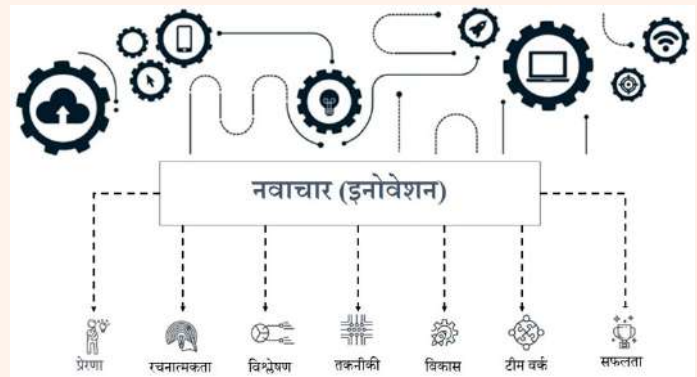 नवाचार (इनोवेशन)
प्रेरणा रचनात्मकता विश्लेषण तकनीकी विकास टीम वर्क सफलता